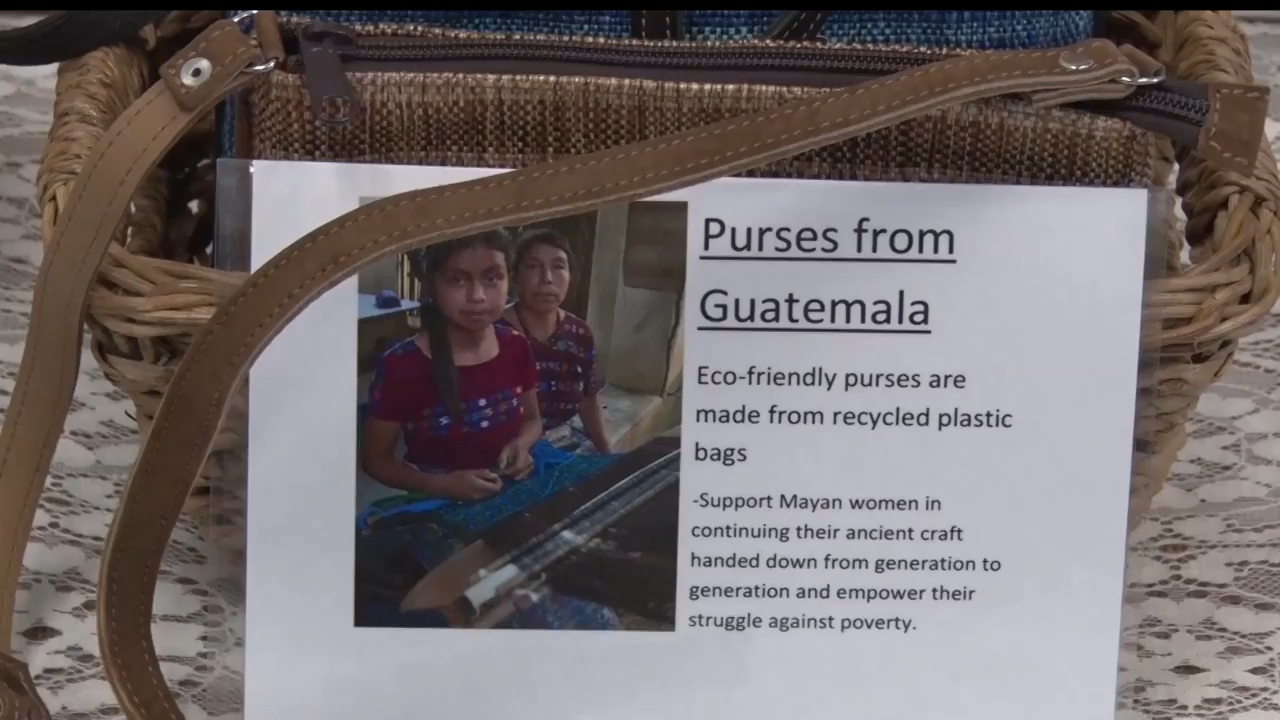 Purses from
Guatemala
Eco-friendly purses are
made from recycled plastic
bags
-Support Mayan women in
continuing their ancient craft
handed down from generation to
generation and empower their
struggle against poverty.